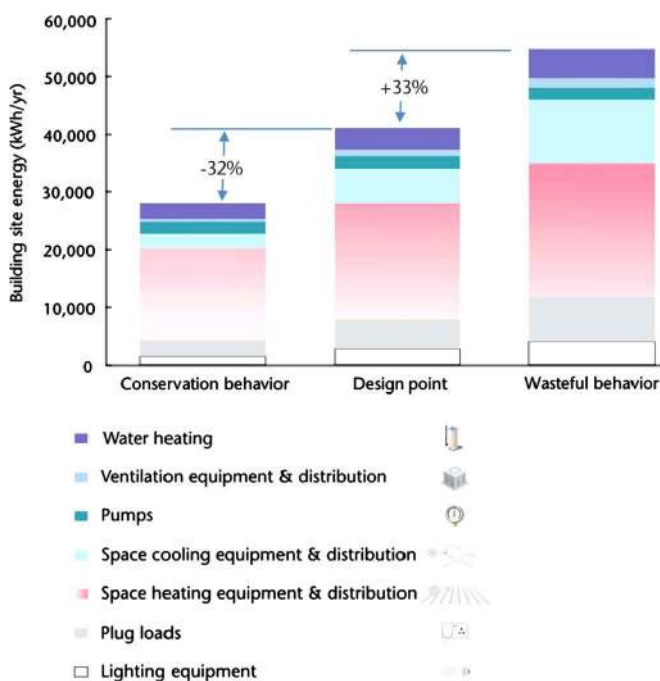 60,000
50,000
40,000
30,000
20,000
10,000
0
Building site energy (kWh/yr)
-32%
+33%
Conservation behavior
Design point
Wasteful behavior
Water heating
Ventilation equipment & distribution
Pumps
Space cooling equipment & distribution
Space heating equipment & distribution
Plug loads
Lighting equipment